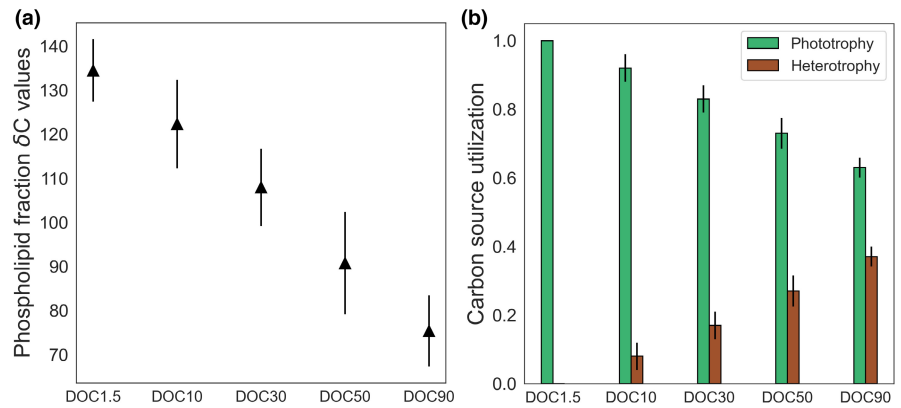 (a)
Phospholipid fraction δC values
140
130
120
110
100
90
80
70
DOC1.5 DOC10 DOC30 DOC50 DOC90
(b)
Carbon source utilization
1.0
0.8
0.6
0.4
0.2
0.0
Phototrophy
Heterotrophy
DOC1.5 DOC10 DOC30 DOC50 DOC90